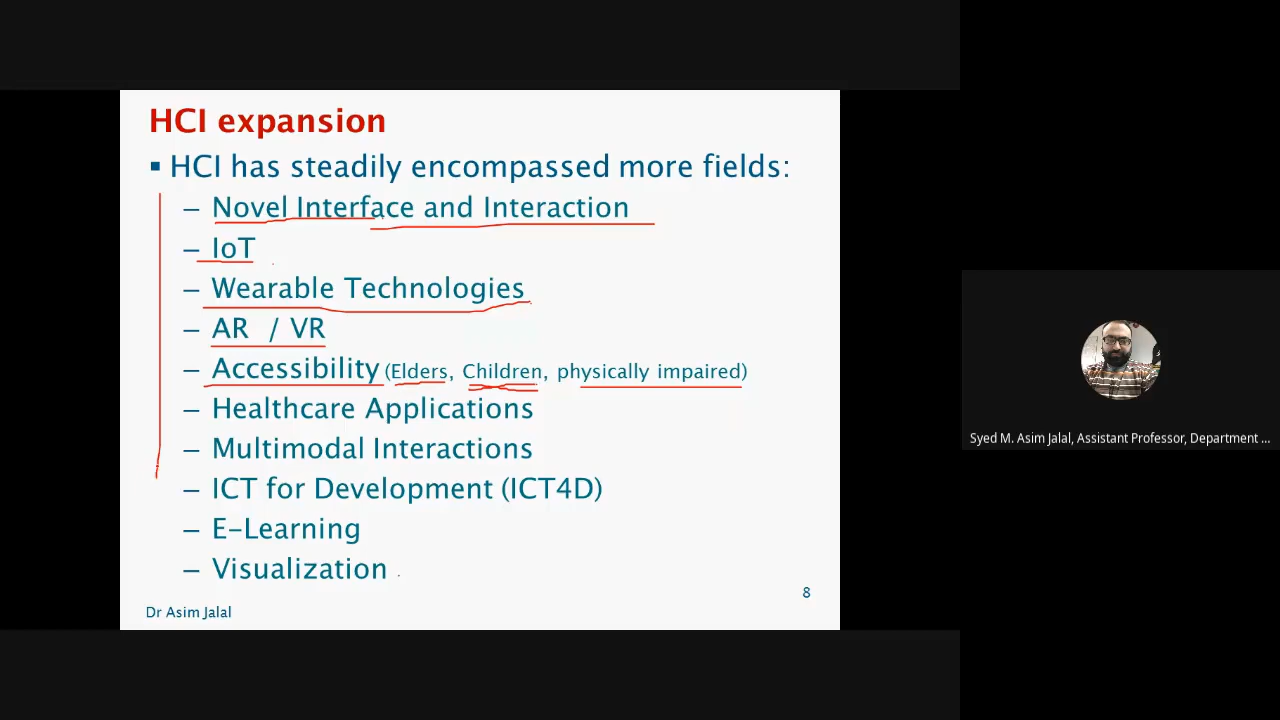 HCI expansion
▪ HCI has steadily encompassed more fields:
– Novel Interface and Interaction
– IoT
– Wearable Technologies
– AR / VR
– Accessibility (Elders, Children, physically impaired)
– Healthcare Applications
– Multimodal Interactions
– ICT for Development (ICT4D)
– E-Learning
– Visualization
8
Dr Asim Jalal
Syed M. Asim Jalal, Assistant Professor, Department ...